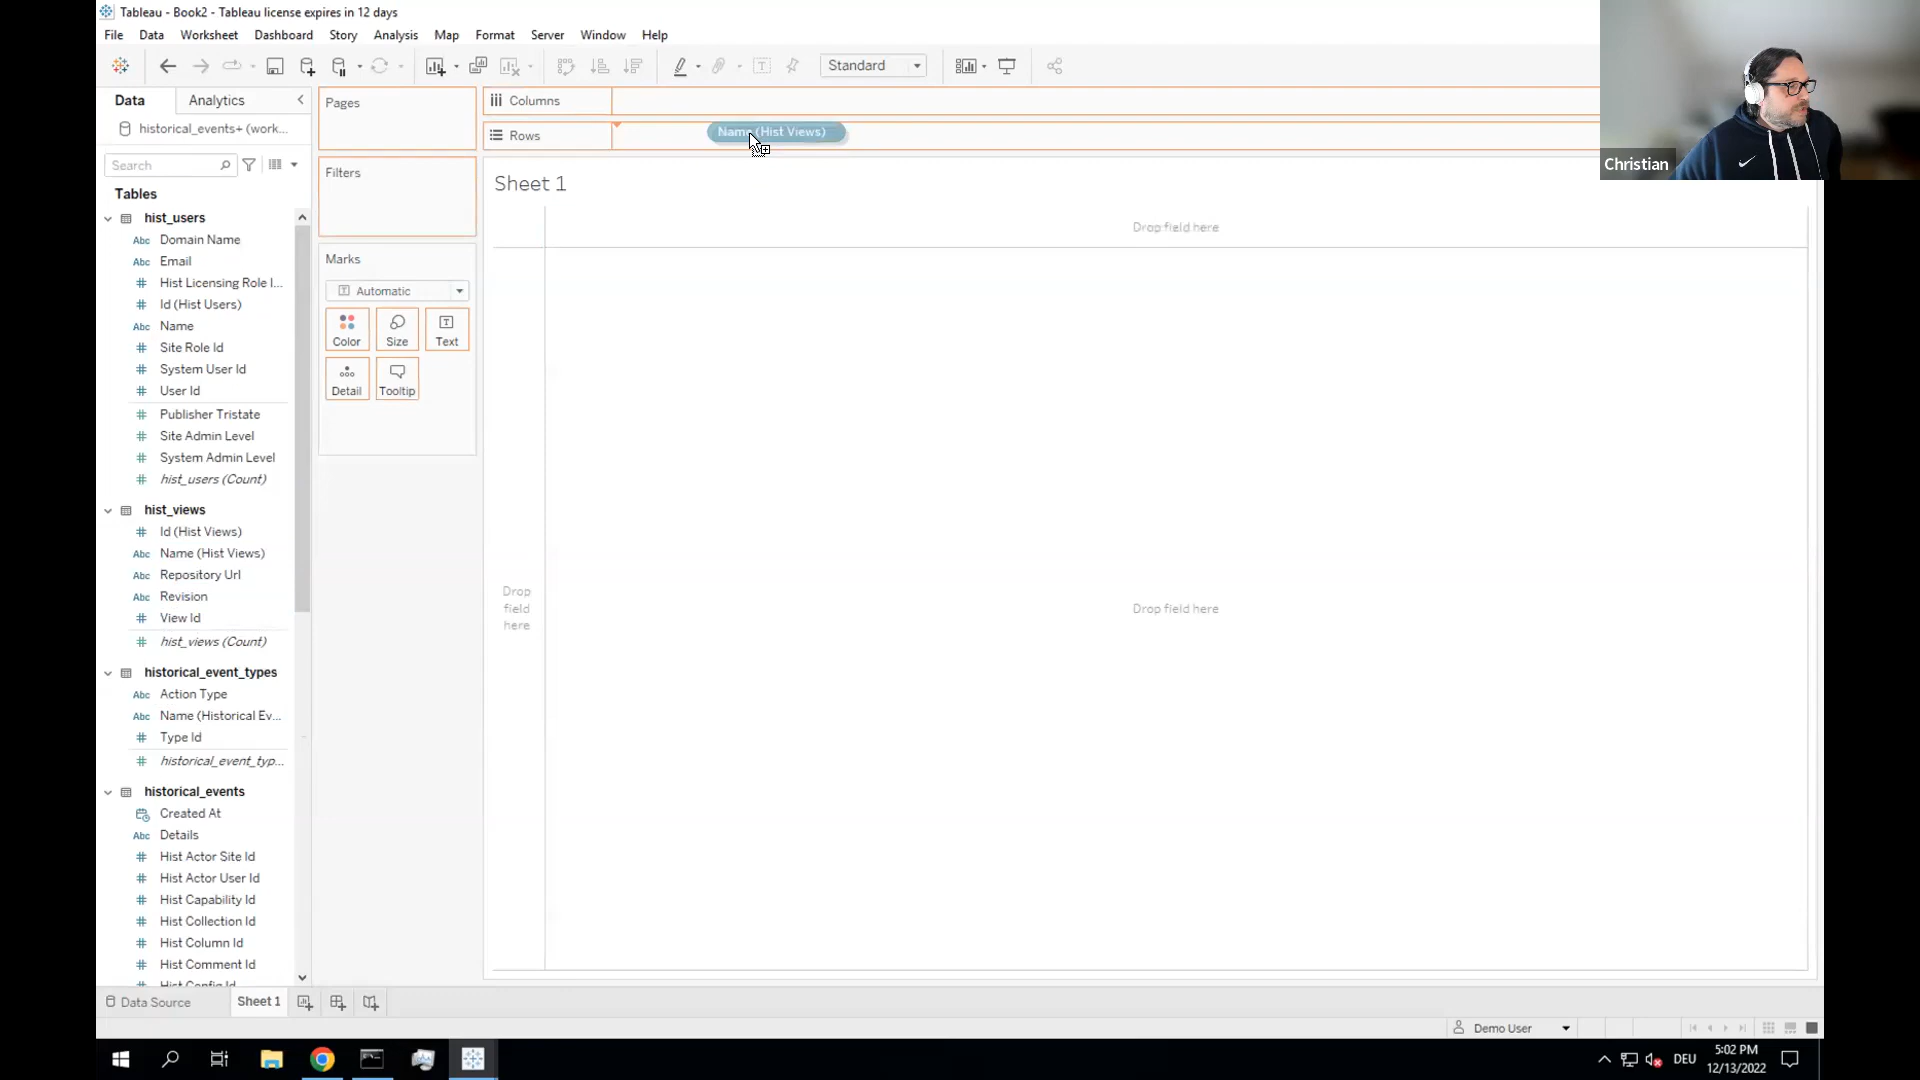 Tableau - Book2 - Tableau license expires in 12 days
File Data Worksheet Dashboard Story Analysis Map Format Server Window Help
Standard
Data Analytics
historical_events+ (work...
Search
Tables
hist_users
Domain Name
Email
Hist Licensing Role I...
Id (Hist Users)
Name
Site Role Id
System User Id
User Id
Publisher Tristate
Site Admin Level
System Admin Level
hist_users (Count)
hist_views
Id (Hist Views)
Name (Hist Views)
Repository Url
Revision
View Id
hist_views (Count)
historical_event_types
Action Type
Name (Historical Ev...
Type Id
historical_event_typ...
historical_events
Created At
Details
Hist Actor Site Id
Hist Actor User Id
Hist Capability Id
Hist Collection Id
Hist Column Id
Hist Comment Id
Hist Config Id
Pages
Filters
Marks
Automatic
Color Size Text
Detail Tooltip
Columns
Rows Name (Hist Views)
Sheet 1
Drop field here
Drop
field
here
Drop field here
Christian
Data Source Sheet 1
Demo User
DEU
5:02 PM
12/13/2022